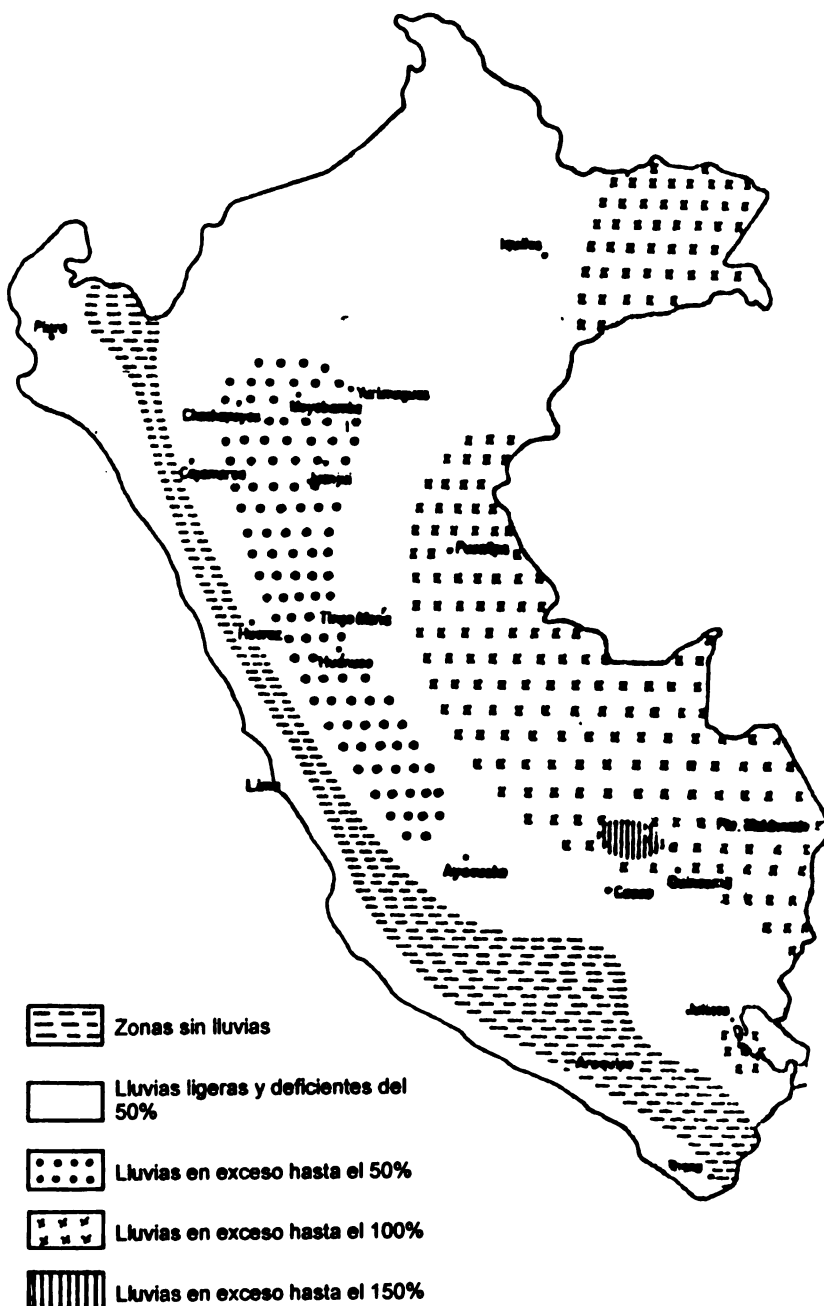 Iquitos
Piura
Yurimaguas
Moyobamba
Chachapoyas
Cajamarca
Juanjui
Pucallpa
Tingo María
Huaraz
Huánuco
Lima
Pto. Maldonado
Ayacucho
Quincemil
Cusco
Juliaca
Arequipa
Zonas sin lluvias
Lluvias ligeras y deficientes del
50%
Lluvias en exceso hasta el 50%
Lluvias en exceso hasta el 100%
Lluvias en exceso hasta el 150%